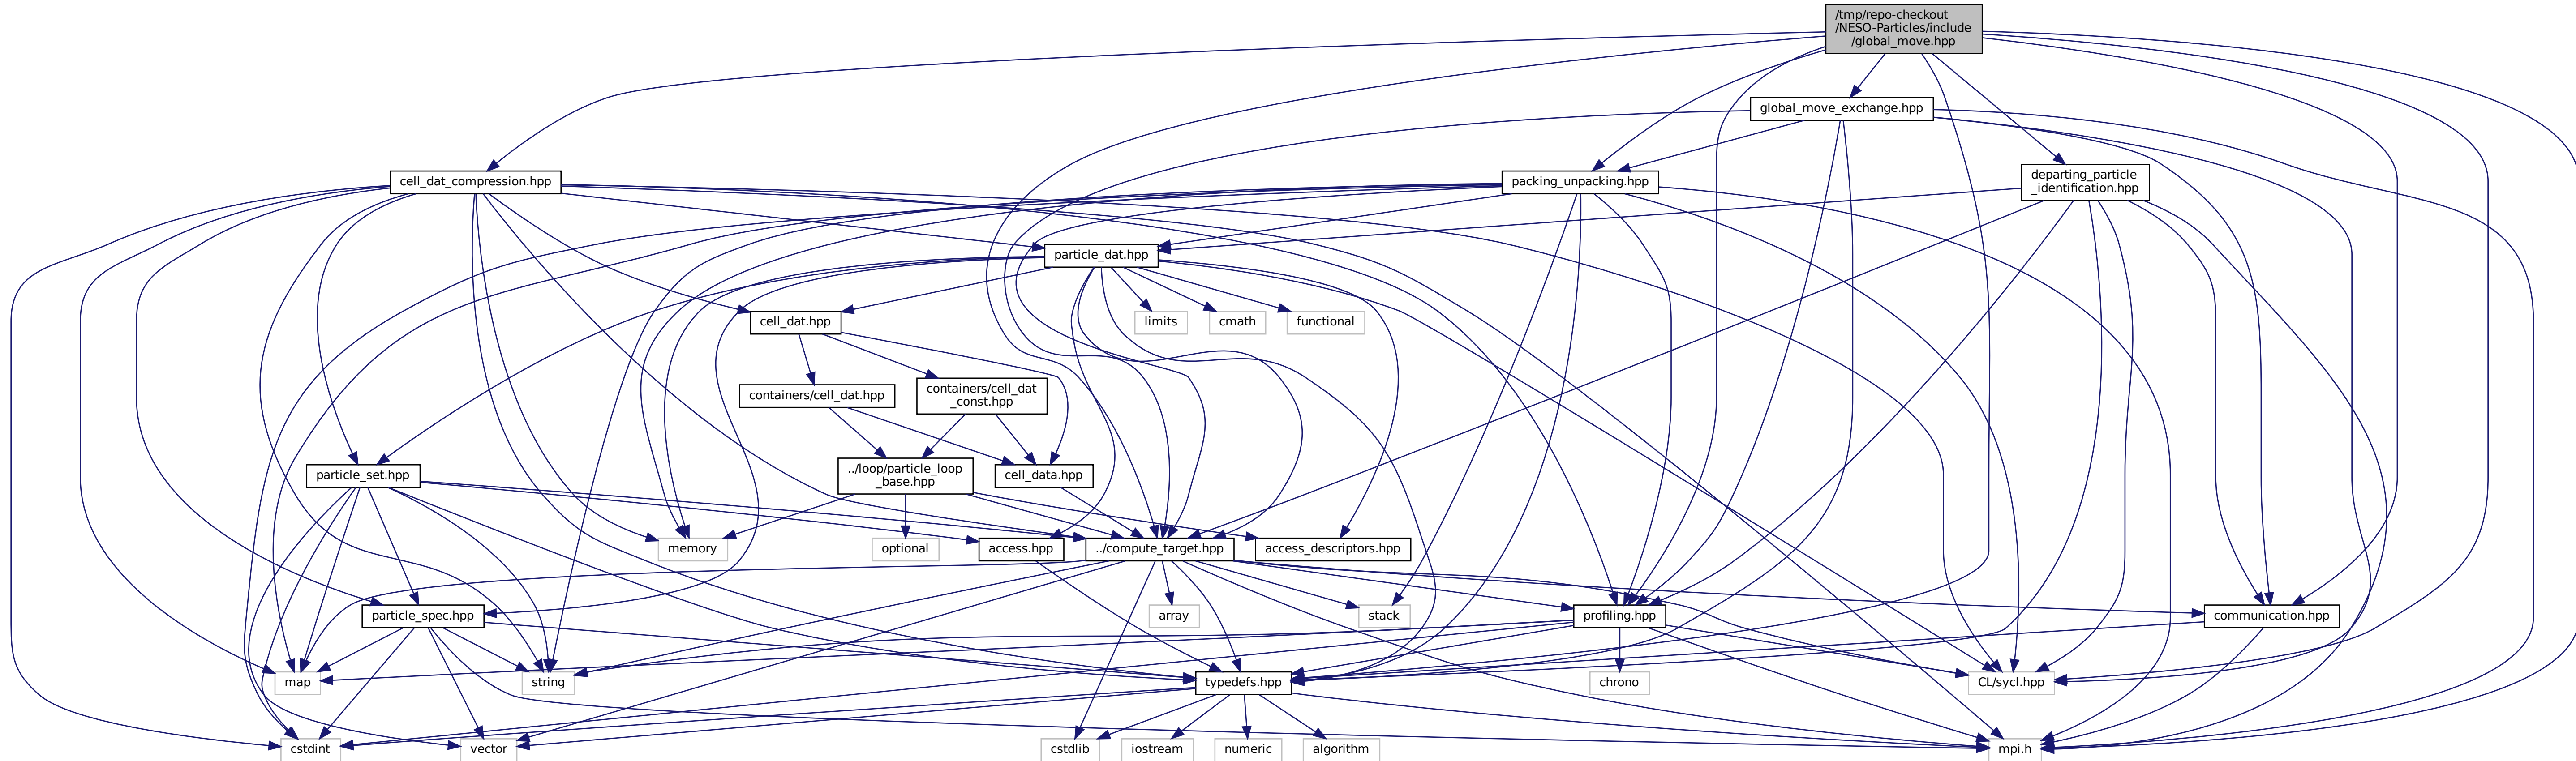 /tmp/repo-checkout
/NESO-Particles/include
/global_move.hpp
global_move_exchange.hpp
cell_dat_compression.hpp
packing_unpacking.hpp
departing_particle
_identification.hpp
particle_dat.hpp
cell_dat.hpp
limits
cmath
functional
containers/cell_dat.hpp
containers/cell_dat
_const.hpp
particle_set.hpp
../loop/particle_loop
_base.hpp
cell_data.hpp
memory
optional
access.hpp
../compute_target.hpp
access_descriptors.hpp
particle_spec.hpp
array
stack
profiling.hpp
communication.hpp
map
string
typedefs.hpp
chrono
CL/sycl.hpp
cstdint
vector
cstdlib
iostream
numeric
algorithm
mpi.h